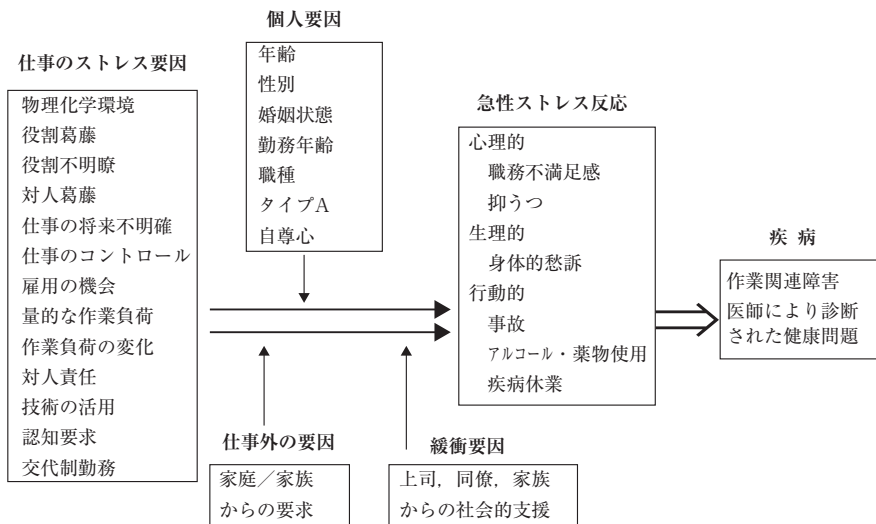 仕事のストレス要因
物理化学環境
役割葛藤
役割不明瞭
対人葛藤
仕事の将来不明確
仕事のコントロール
雇用の機会
量的な作業負荷
作業負荷の変化
対人責任
技術の活用
認知要求
交代制勤務
個人要因
年齢
性別
婚姻状態
勤務年齢
職種
タイプA
自尊心
仕事外の要因
家庭／家族
からの要求
緩衝要因
上司，同僚，家族
からの社会的支援
急性ストレス反応
心理的
職務不満足感
抑うつ
生理的
身体的愁訴
行動的
事故
アルコール・薬物使用
疾病休業
疾 病
作業関連障害
医師により診断
された健康問題